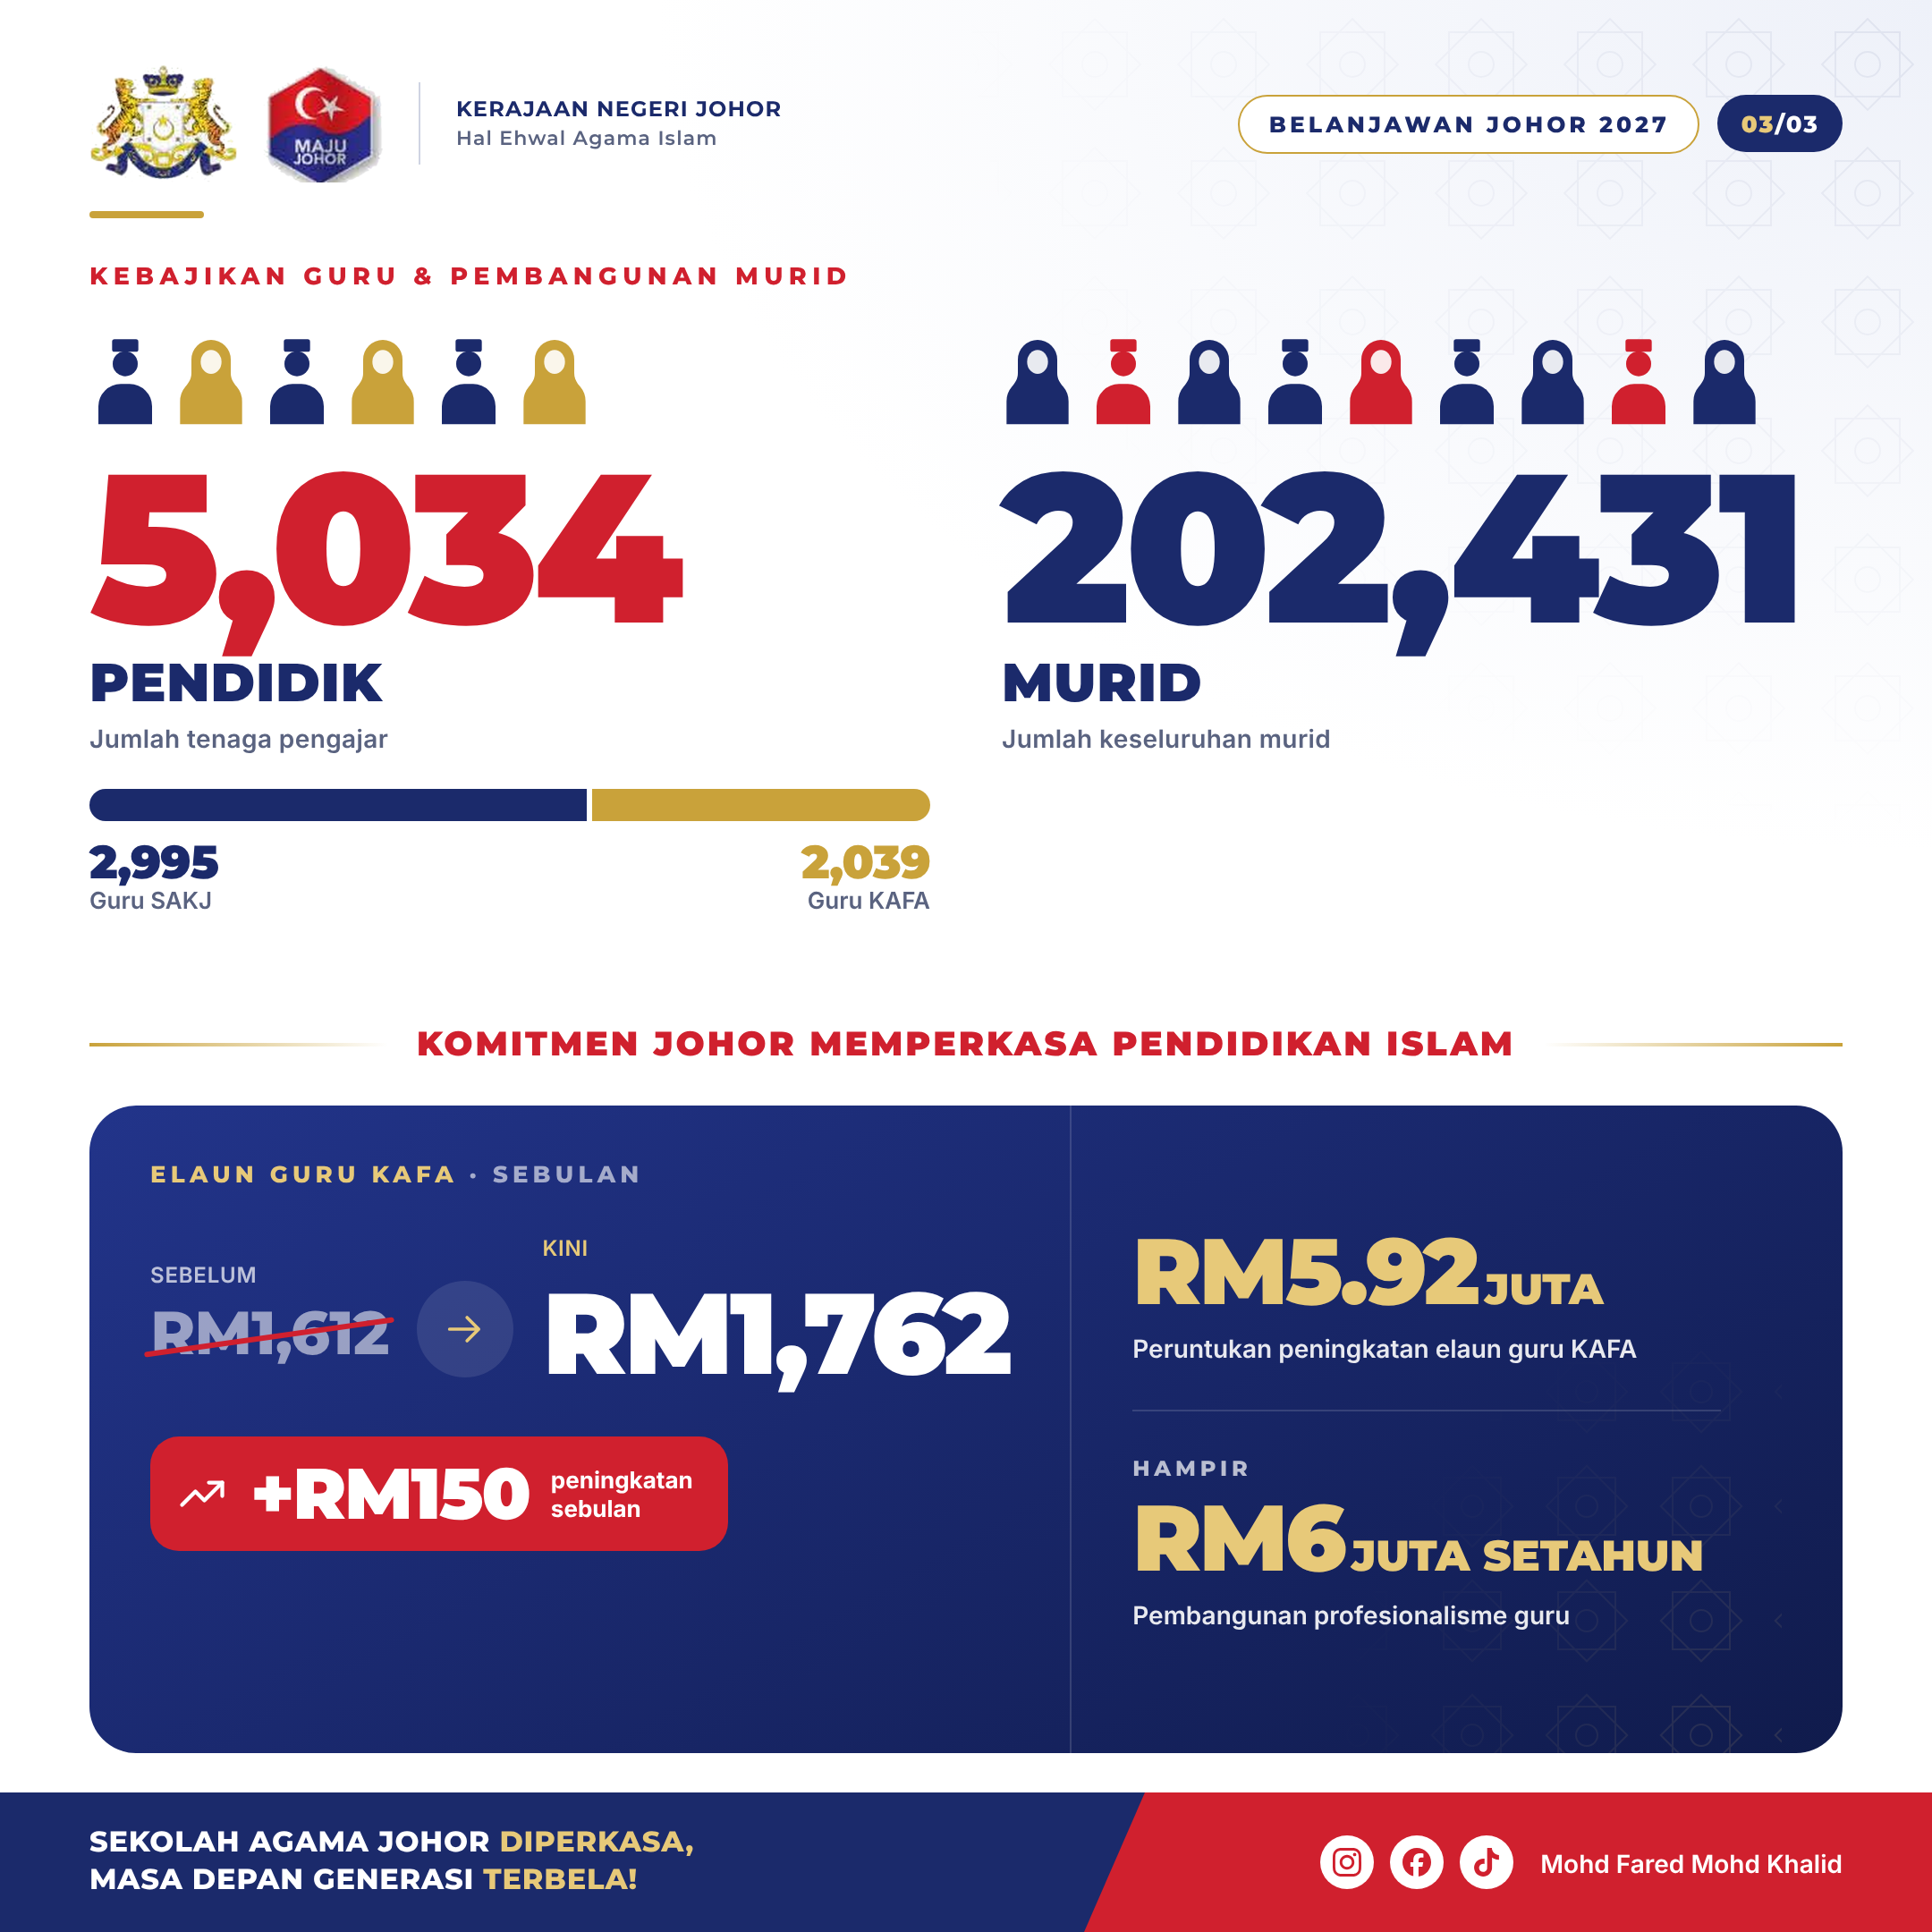 MAJU
JOHOR
KERAJAAN NEGERI JOHOR
Hal Ehwal Agama Islam
BELANJAWAN JOHOR 2027
03/03
KEBAJIKAN GURU & PEMBANGUNAN MURID
5,034
PENDIDIK
Jumlah tenaga pengajar
2,995
Guru SAKJ
2,039
Guru KAFA
202,431
MURID
Jumlah keseluruhan murid
KOMITMEN JOHOR MEMPERKASA PENDIDIKAN ISLAM
ELAUN GURU KAFA · SEBULAN
SEBELUM
RM1,612
KINI
RM1,762
+RM150
peningkatan
sebulan
RM5.92 JUTA
Peruntukan peningkatan elaun guru KAFA
HAMPIR
RM6 JUTA SETAHUN
Pembangunan profesionalisme guru
SEKOLAH AGAMA JOHOR DIPERKASA,
MASA DEPAN GENERASI TERBELA!
Mohd Fared Mohd Khalid